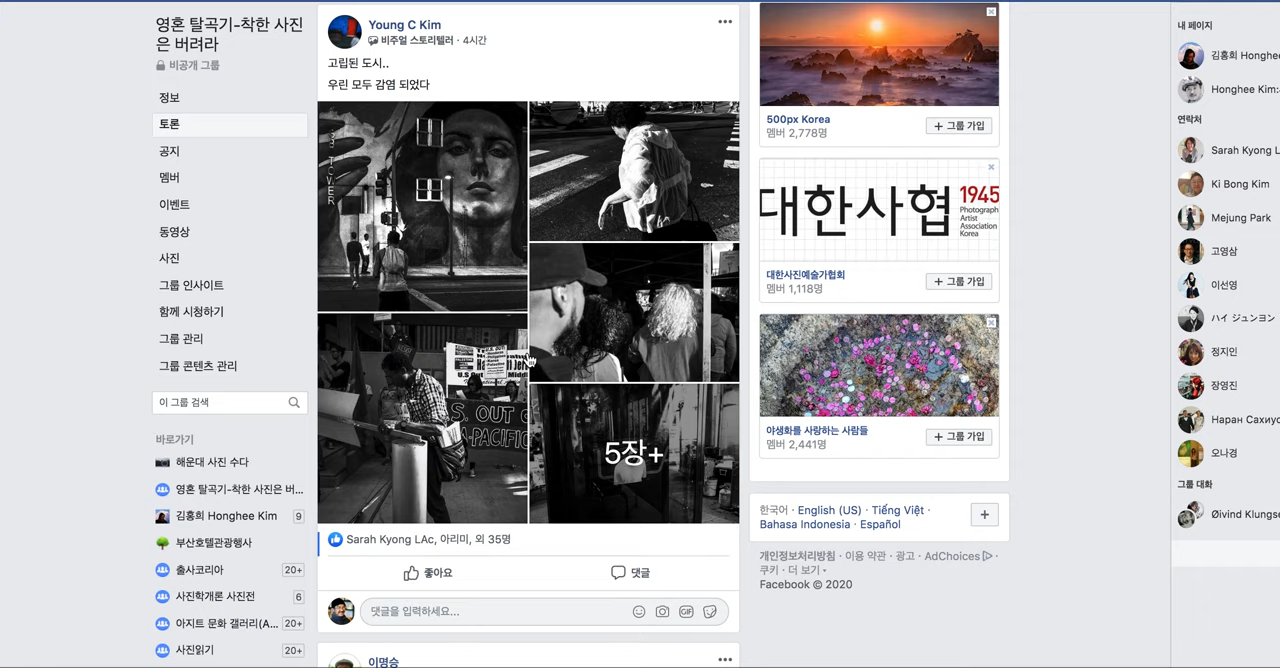 영혼 탈곡기-착한 사진
은 버려라
비공개 그룹
정보
토론
공지
멤버
이벤트
동영상
사진
그룹 인사이트
함께 시청하기
그룹 관리
그룹 콘텐츠 관리
이 그룹 검색
바로가기
해운대 사진 수다
영혼 탈곡기-착한 사진은 버...
김홍희 Honghee Kim 9
부산호텔관광행사
출사코리아 20+
사진학개론 사진전 6
아지트 문화 갤러리(A... 20+
사진읽기 20+
Young C Kim
비주얼 스토리텔러 · 4시간
고립된 도시..
우린 모두 감염 되었다
TOWER
U.S. Out
S. OUT
A-PACIFIC
5장+
Sarah Kyong LAc, 아리미, 외 35명
좋아요
댓글
댓글을 입력하세요...
GIF
이명승
500px Korea
멤버 2,778명
+ 그룹 가입
대한사협
1945
Photograph
Artist
Association
Korea
대한사진예술가협회
멤버 1,118명
+ 그룹 가입
야생화를 사랑하는 사람들
멤버 2,441명
+ 그룹 가입
한국어 · English (US) · Tiếng Việt ·
Bahasa Indonesia · Español
개인정보처리방침 · 이용 약관 · 광고 · AdChoices ·
쿠키 · 더 보기
Facebook © 2020
내 페이지
김홍희 Honghee
Honghee Kim:
연락처
Sarah Kyong L
Ki Bong Kim
Mejung Park
고영삼
이선영
ハイ ジュンヨン
정지인
장영진
Наран Сахиус
오나경
그룹 대화
Øivind Klungse